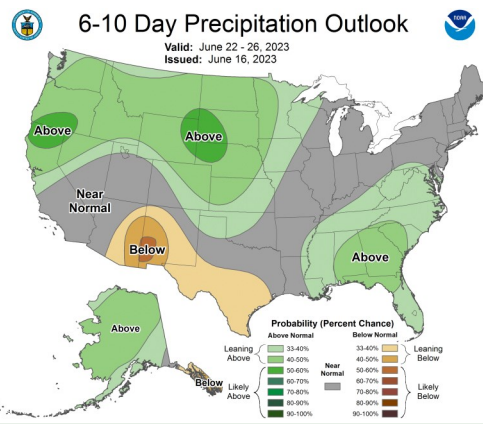 6-10 Day Precipitation Outlook
NOAA
Valid: June 22 - 26, 2023
Issued: June 16, 2023
Above
Above
Near
Normal
Below
Above
Above
Below
Probability (Percent Chance)
Above Normal Below Normal
Leaning
Above
33-40%
40-50%
Likely
Above
50-60%
60-70%
70-80%
80-90%
90-100%
Near
Normal
33-40%
40-50%
Leaning
Below
50-60%
60-70%
70-80%
80-90%
90-100%
Likely
Below